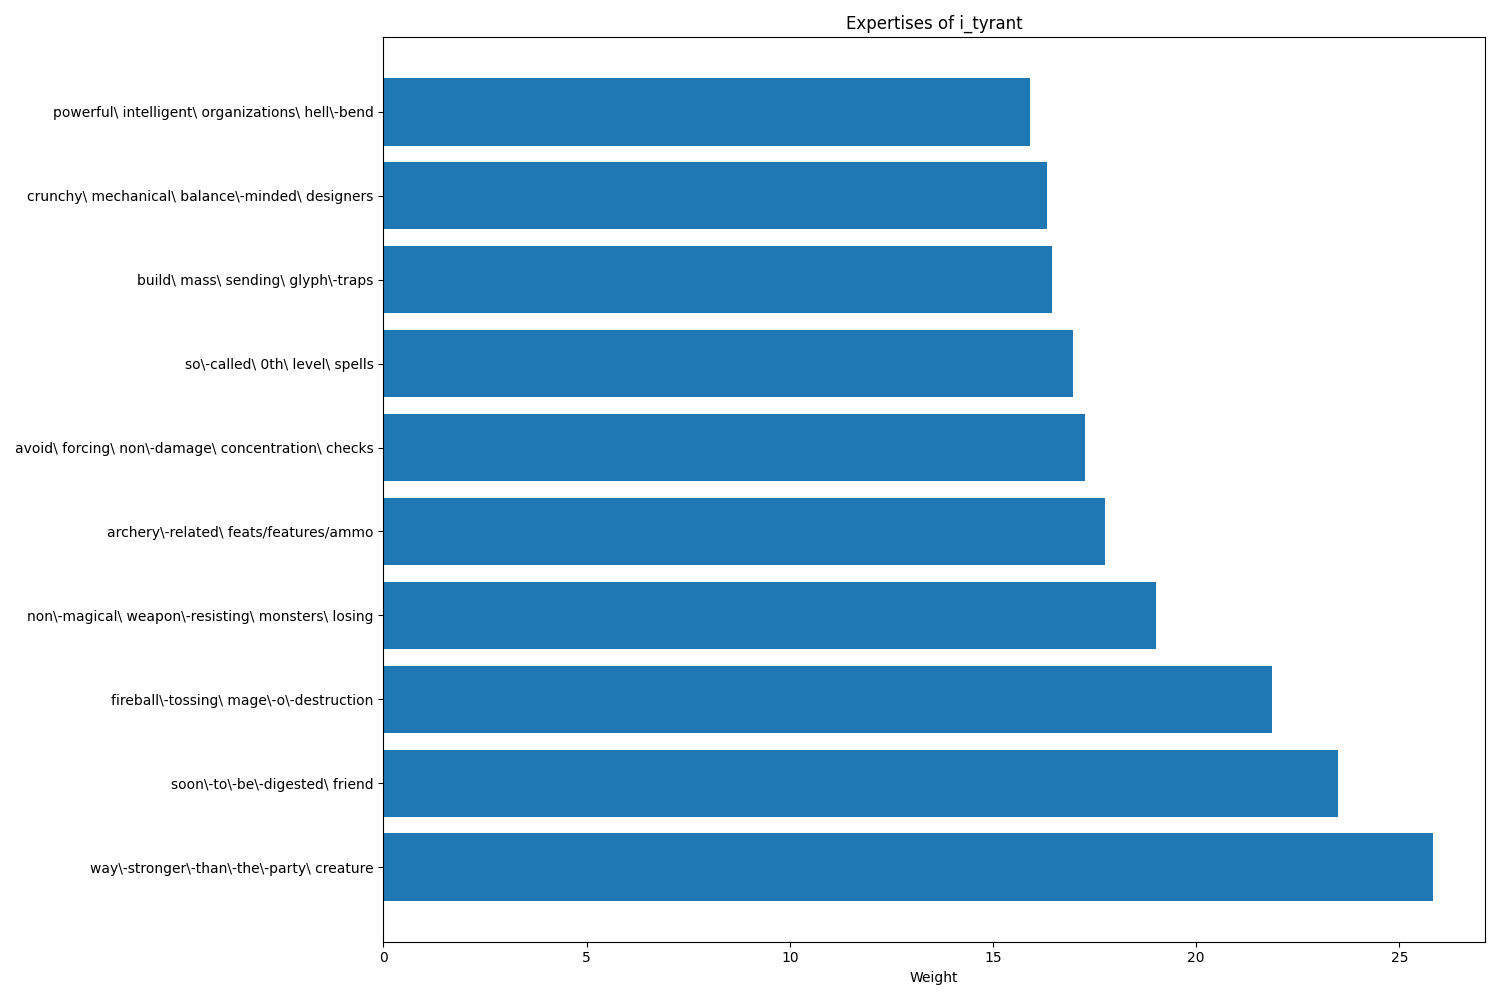 Expertises of i_tyrant
powerful\ intelligent\ organizations\ hell\-bend
crunchy\ mechanical\ balance\-minded\ designers
build\ mass\ sending\ glyph\-traps
so\-called\ 0th\ level\ spells
avoid\ forcing\ non\-damage\ concentration\ checks
archery\-related\ feats/features/ammo
non\-magical\ weapon\-resisting\ monsters\ losing
fireball\-tossing\ mage\-o\-destruction
soon\-to\-be\-digested\ friend
way\-stronger\-than\-the\-party\ creature
0 5 10 15 20 25
Weight